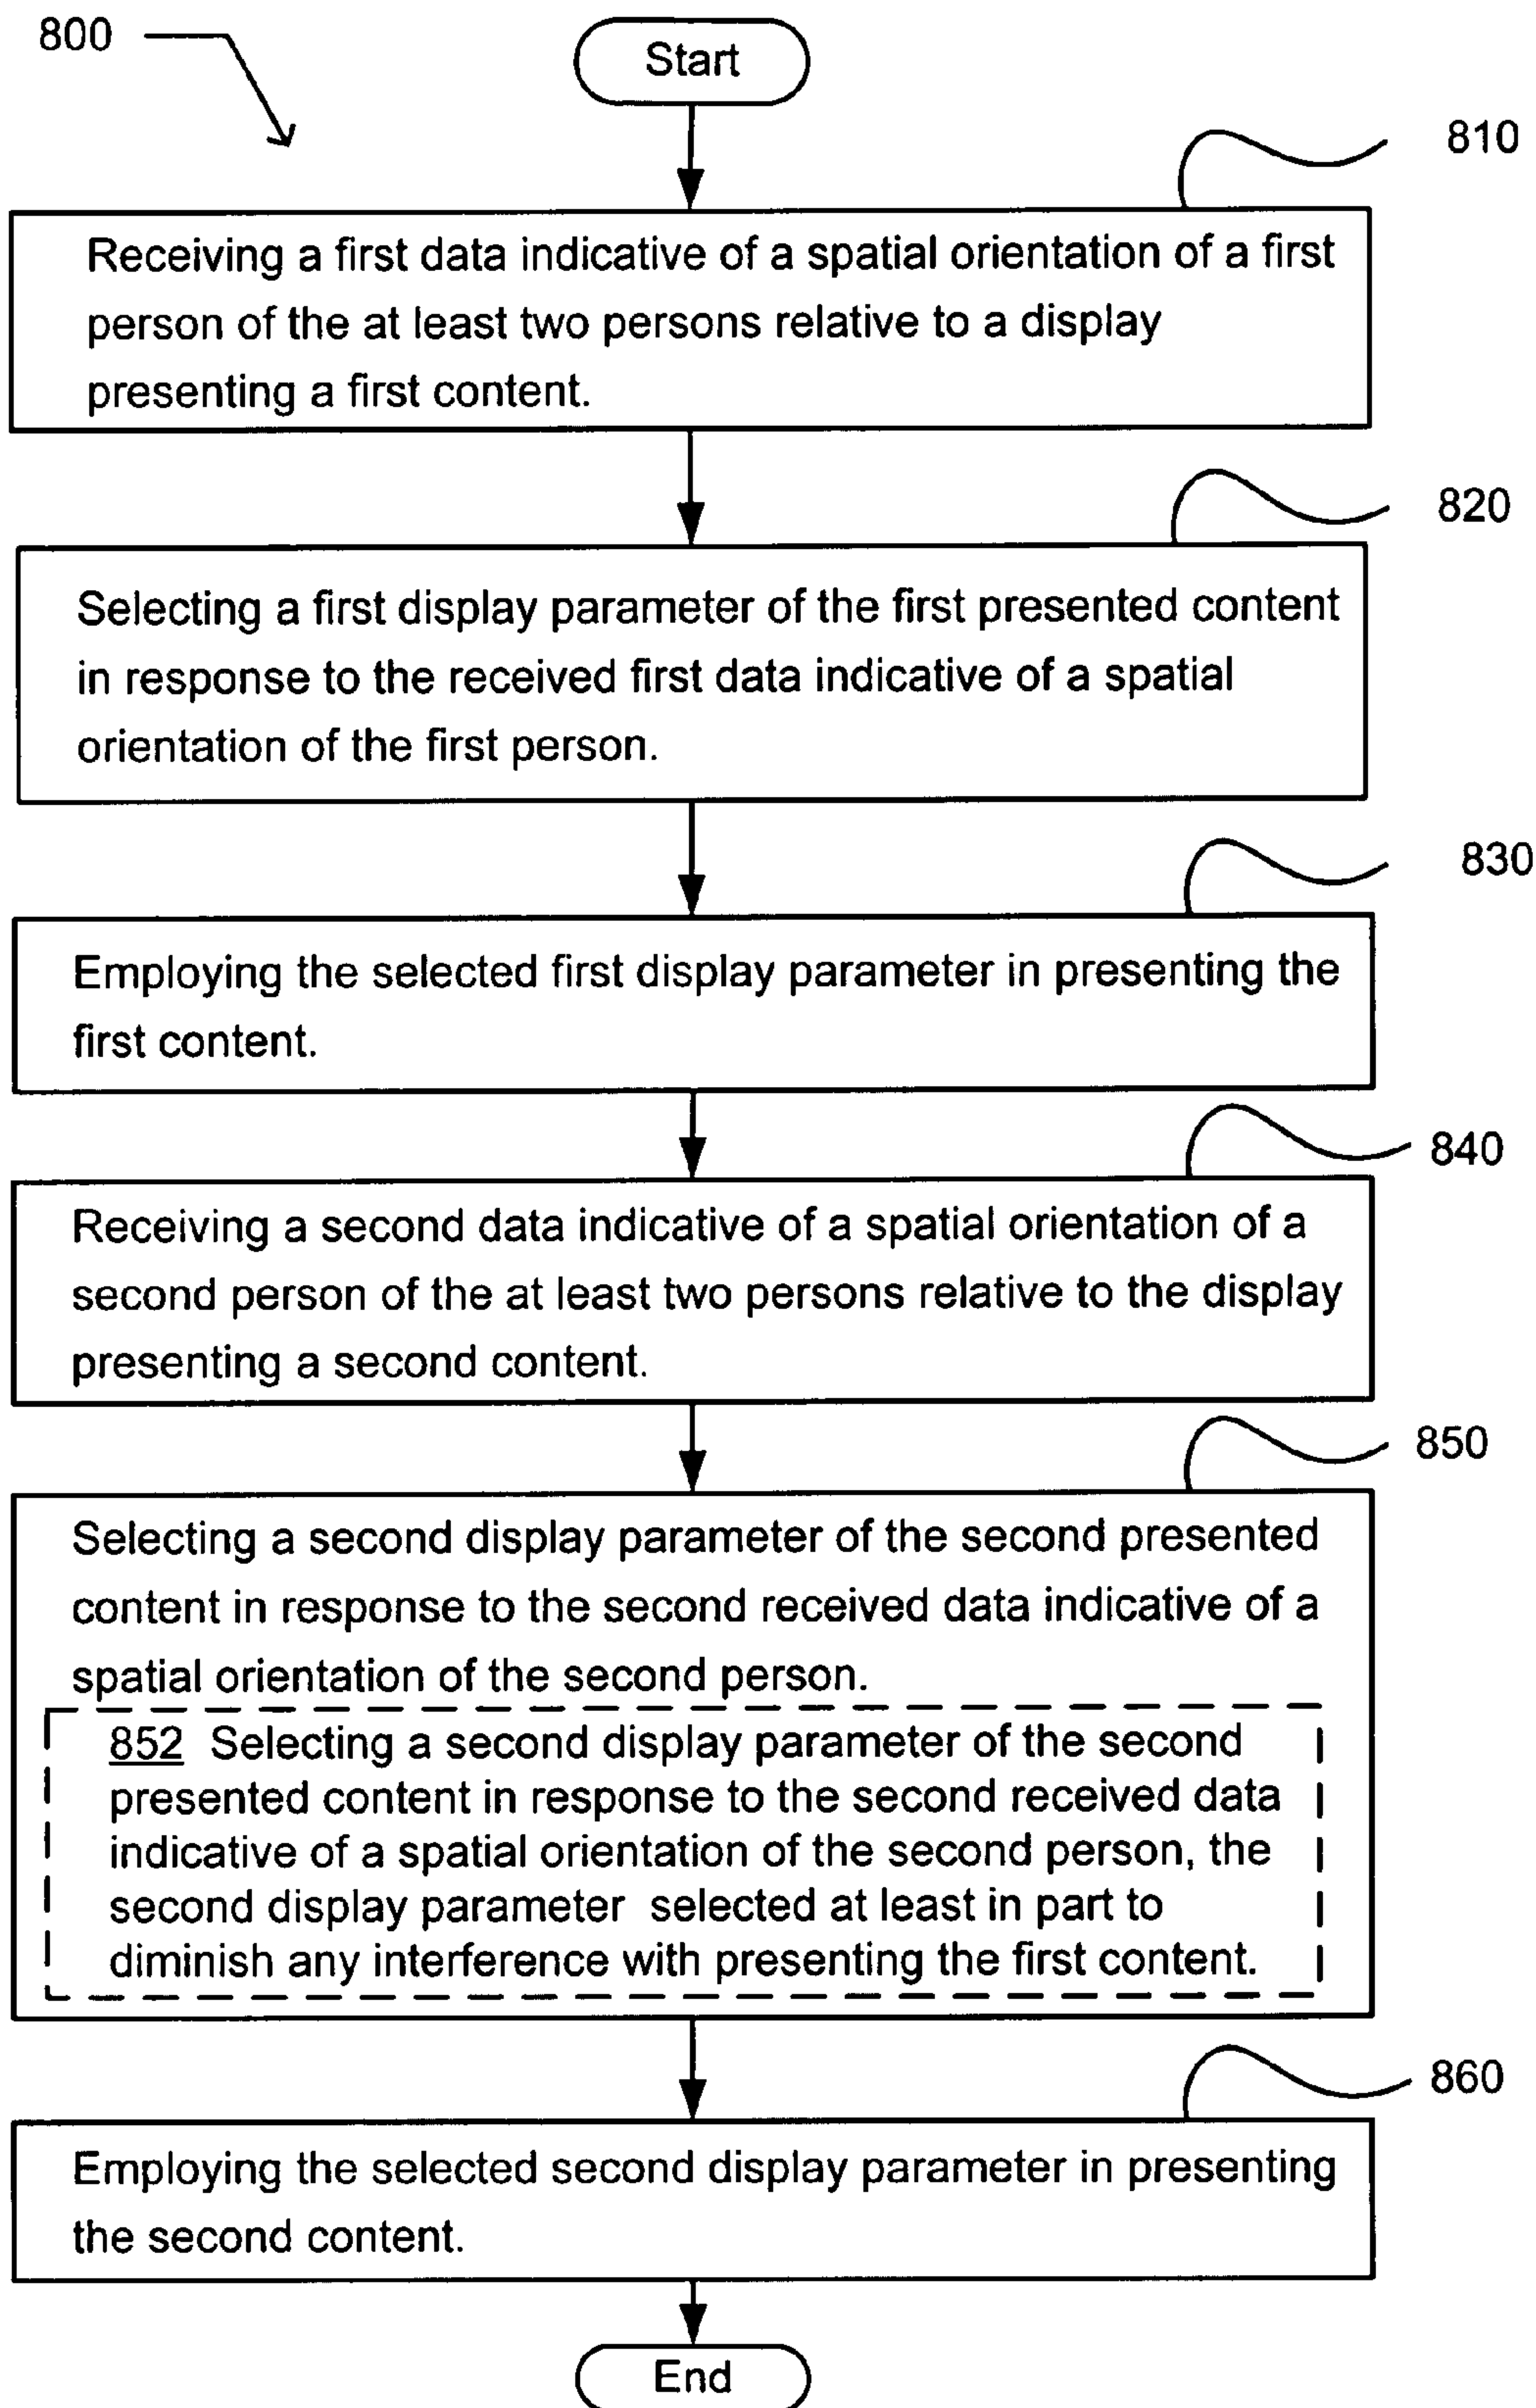 800
Start
810
Receiving a first data indicative of a spatial orientation of a first
person of the at least two persons relative to a display
presenting a first content.
820
Selecting a first display parameter of the first presented content
in response to the received first data indicative of a spatial
orientation of the first person.
830
Employing the selected first display parameter in presenting the
first content.
840
Receiving a second data indicative of a spatial orientation of a
second person of the at least two persons relative to the display
presenting a second content.
850
Selecting a second display parameter of the second presented
content in response to the second received data indicative of a
spatial orientation of the second person.
852 Selecting a second display parameter of the second
presented content in response to the second received data
indicative of a spatial orientation of the second person, the
second display parameter selected at least in part to
diminish any interference with presenting the first content.
860
Employing the selected second display parameter in presenting
the second content.
End